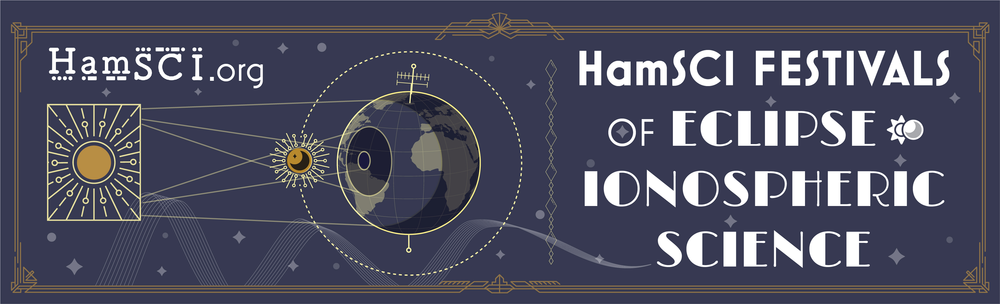 HamSCI.org
HamSCI FESTIVALS
OF ECLIPSE
IONOSPHERIC
SCIENCE